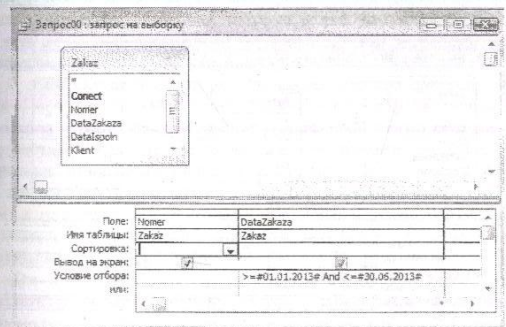 Запрос00 : запрос на выборку
Zakaz
*
Conect
Nomer
DataZakaza
DataIspoln
Klient
Поле: Nomer DataZakaza
Имя таблицы: Zakaz Zakaz
Сортировка:
Вывод на экран:
Условие отбора: >=#01.01.2013# And <=#30.06.2013#
или: